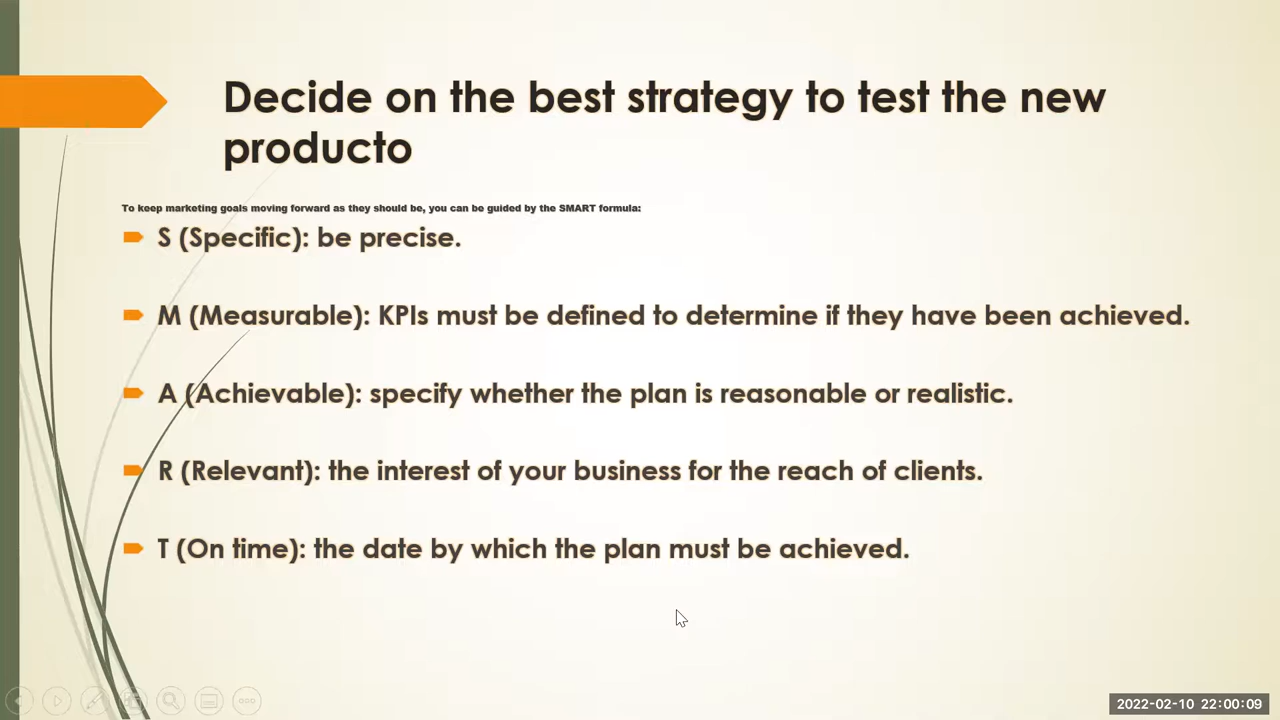 Decide on the best strategy to test the new
producto
To keep marketing goals moving forward as they should be, you can be guided by the SMART formula:
S (Specific): be precise.
M (Measurable): KPIs must be defined to determine if they have been achieved.
A (Achievable): specify whether the plan is reasonable or realistic.
R (Relevant): the interest of your business for the reach of clients.
T (On time): the date by which the plan must be achieved.
2022-02-10 22:00:09